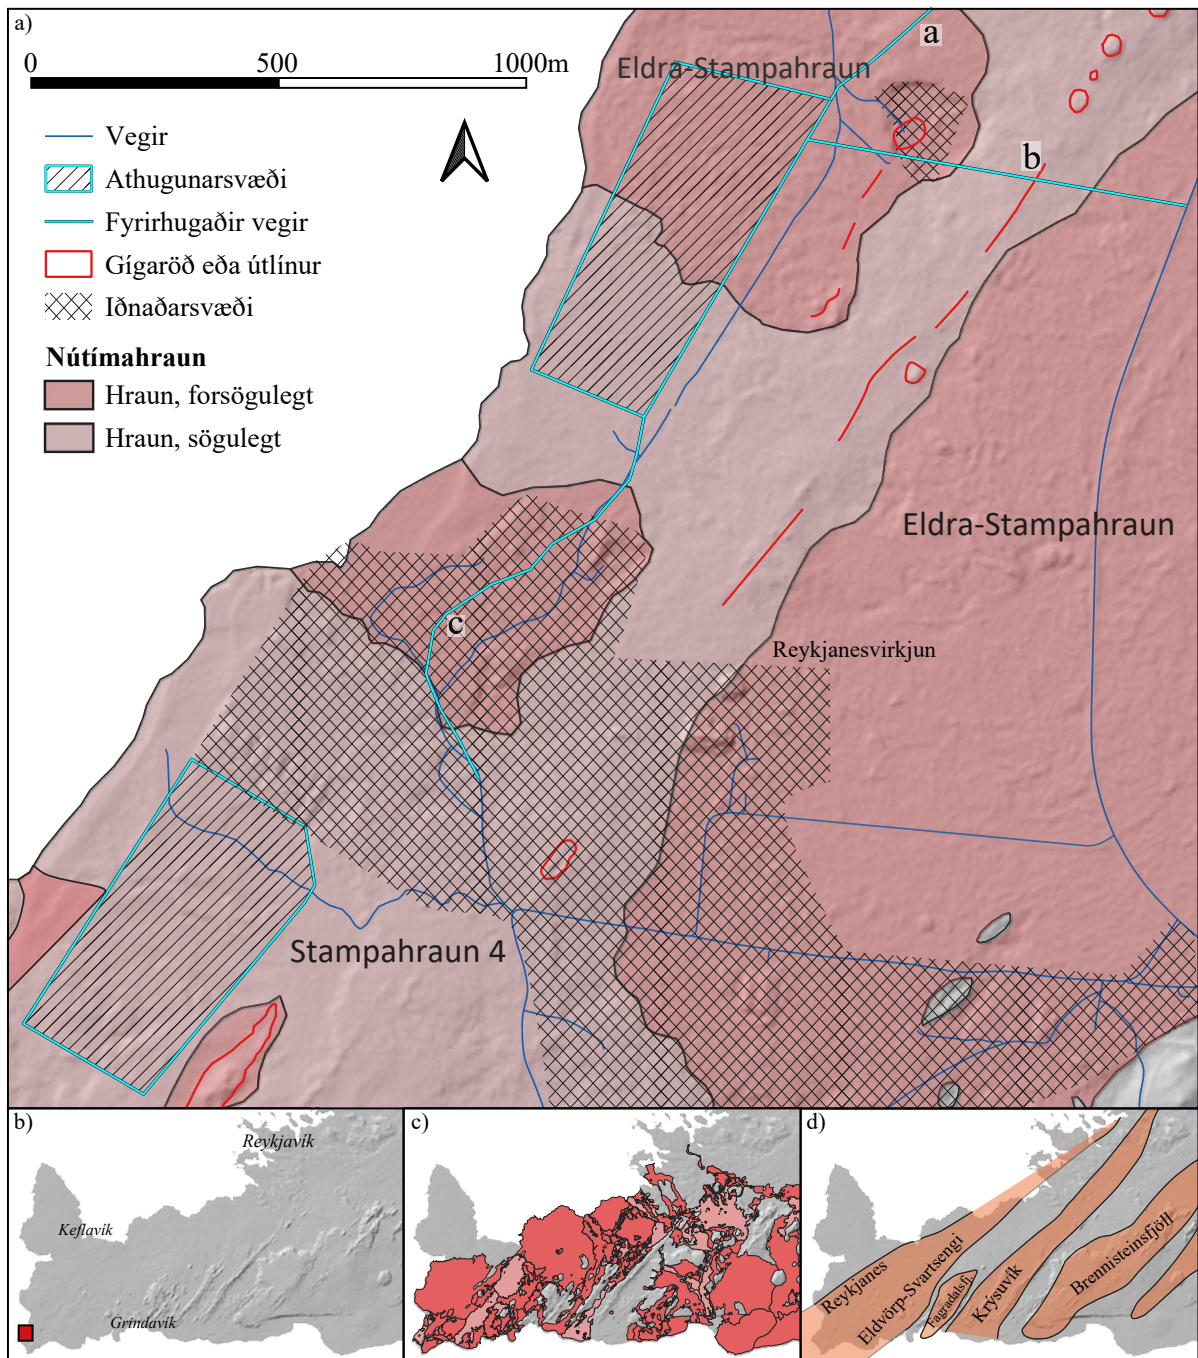 a)
0 500 1000m
Vegir
Athugunarsvæði
Fyrirhugaðir vegir
Gígaröð eða útlínur
Iðnaðarsvæði
Nútímahraun
Hraun, forsögulegt
Hraun, sögulegt
Eldra-Stampahraun
a
b
Eldra-Stampahraun
c
Reykjanesvirkjun
Stampahraun 4
b)
Reykjavík
Keflavík
Grindavík
c)
d)
Reykjanes
Eldvörp-Svartsengi
Fagradalsfj.
Krýsuvík
Brennisteinsfjöll